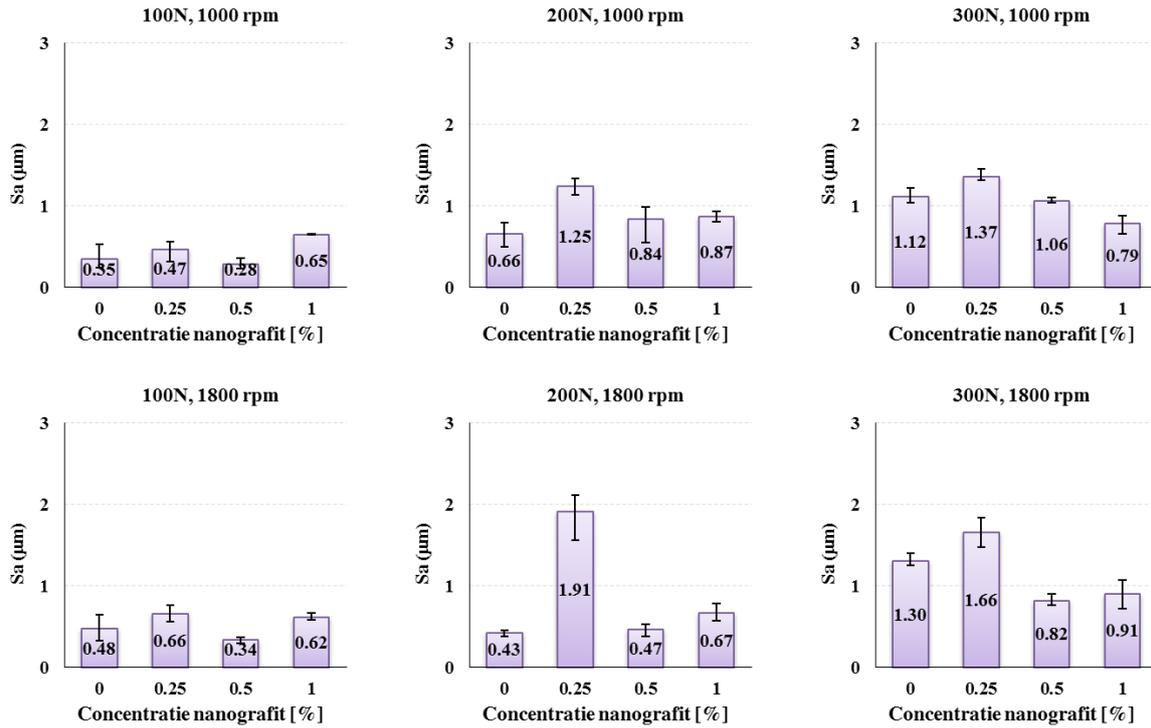 100N, 1000 rpm
3
2
1
0
Sa (μm)
0.35
0.47
0.28
0.65
0 0.25 0.5 1
Concentratie nanografit [%]
200N, 1000 rpm
3
2
1
0
Sa (μm)
0.66
1.25
0.84
0.87
0 0.25 0.5 1
Concentratie nanografit [%]
300N, 1000 rpm
3
2
1
0
Sa (μm)
1.12
1.37
1.06
0.79
0 0.25 0.5 1
Concentratie nanografit [%]
100N, 1800 rpm
3
2
1
0
Sa (μm)
0.48
0.66
0.34
0.62
0 0.25 0.5 1
Concentratie nanografit [%]
200N, 1800 rpm
3
2
1
0
Sa (μm)
0.43
1.91
0.47
0.67
0 0.25 0.5 1
Concentratie nanografit [%]
300N, 1800 rpm
3
2
1
0
Sa (μm)
1.30
1.66
0.82
0.91
0 0.25 0.5 1
Concentratie nanografit [%]